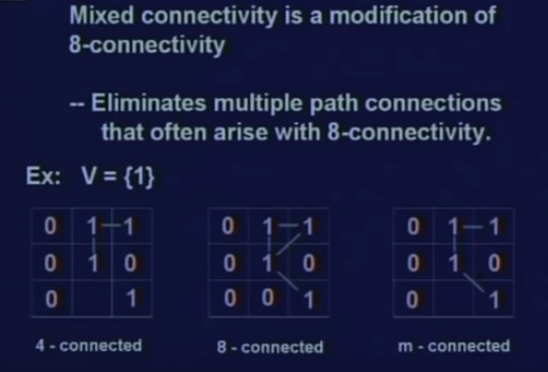 Mixed connectivity is a modification of
8-connectivity
-- Eliminates multiple path connections
that often arise with 8-connectivity.
Ex: V = {1}
0 1 1 0 1 1 0 1 1
0 1 0 0 1 0 0 1 0
0 1 0 0 1 0 1
4 - connected 8 - connected m - connected